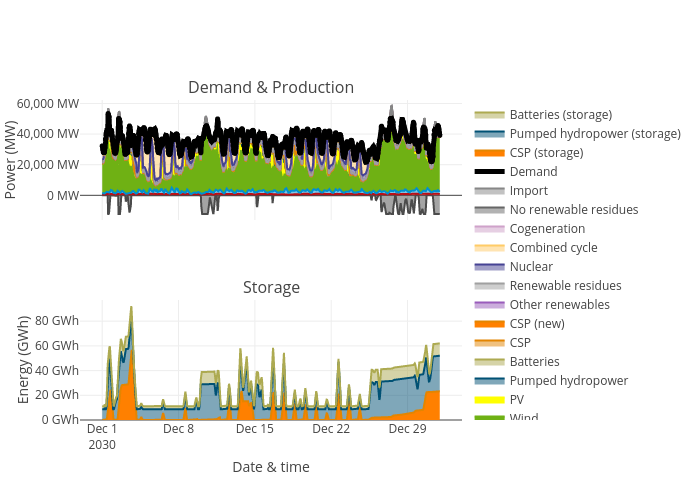 Demand & Production
60,000 MW
40,000 MW
20,000 MW
0 MW
Power (MW)
Storage
80 GWh
60 GWh
40 GWh
20 GWh
0 GWh
Energy (GWh)
Dec 1
2030
Dec 8
Dec 15
Dec 22
Dec 29
Date & time
Batteries (storage)
Pumped hydropower (storage)
CSP (storage)
Demand
Import
No renewable residues
Cogeneration
Combined cycle
Nuclear
Renewable residues
Other renewables
CSP (new)
CSP
Batteries
Pumped hydropower
PV
Wind